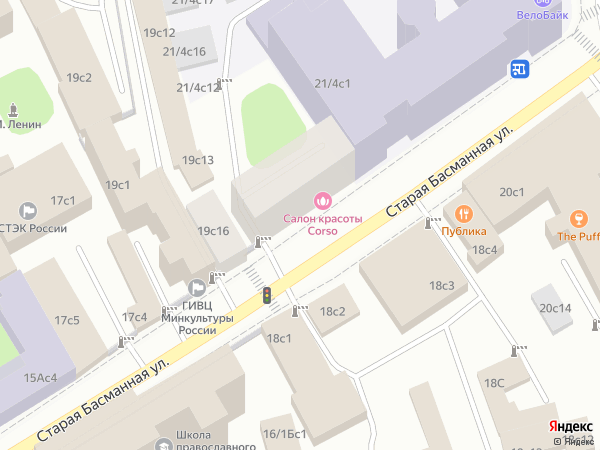 ВелоБайк
19с12
21/4с16
19с2
21/4с12
21/4с1
Ленин
19с13
Старая Басманная ул.
19с1
17с1
20с1
Салон красоты
Corso
СТЭК России
19с16
Публика
The Puff
18с4
18с3
ГИВЦ
Минкультуры
России
17с4
17с5
18с2
20с14
18с1
15Ас4
18С
Старая Басманная ул.
16/1Бс1
Школа
православного
18с12
Яндекс
© Яндекс